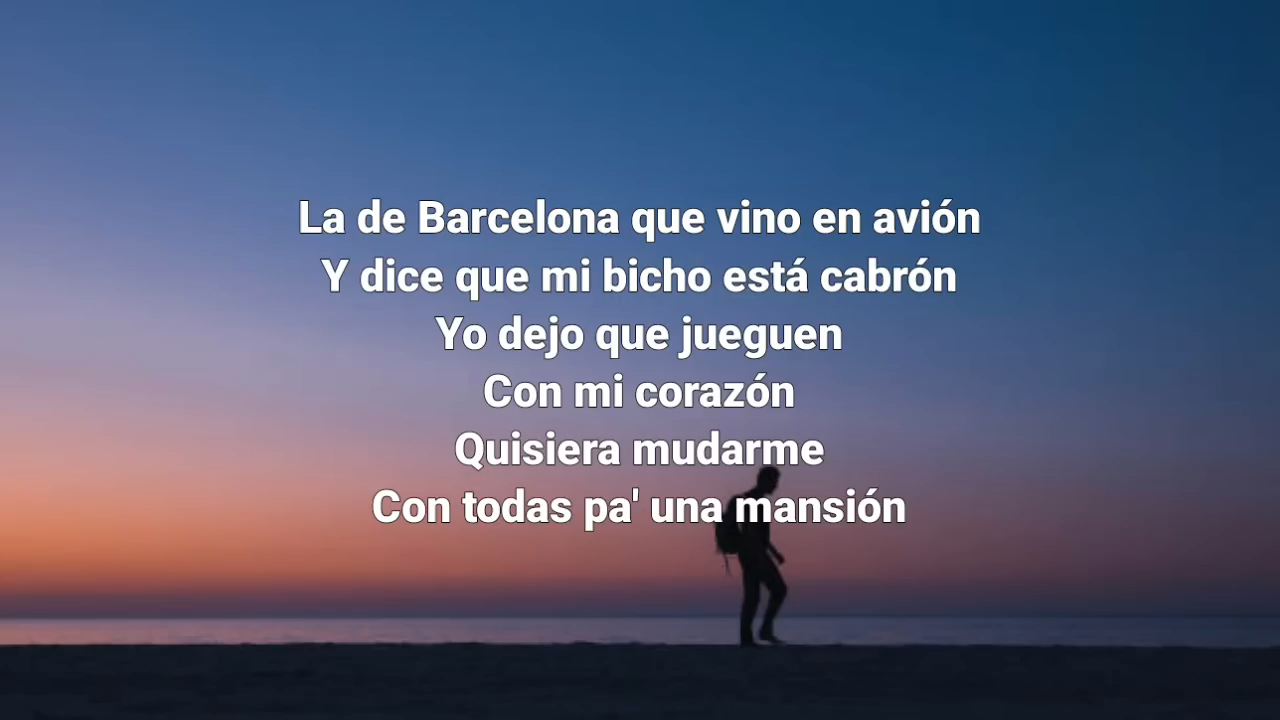 La de Barcelona que vino en avión
Y dice que mi bicho está cabrón
Yo dejo que jueguen
Con mi corazón
Quisiera mudarme
Con todas pa' una mansión